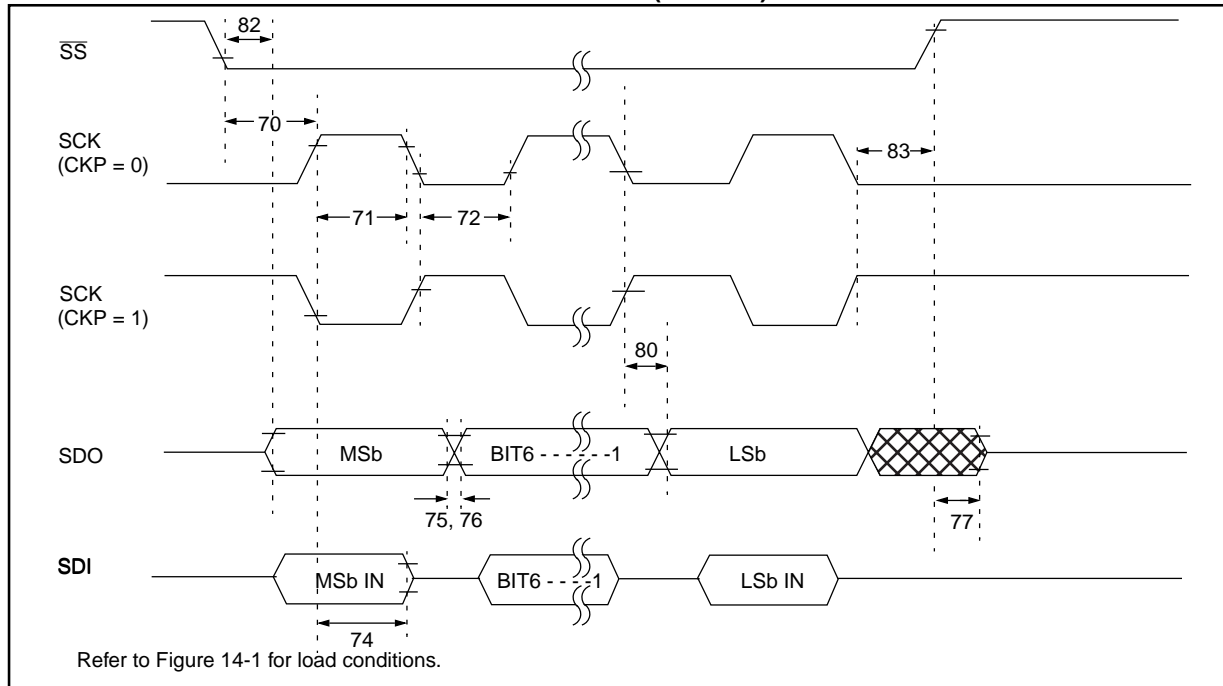 82
SS
70
SCK
(CKP = 0)
83
71
72
SCK
(CKP = 1)
80
SDO
MSb
BIT6 - - - - - - -1
LSb
75, 76
77
SDI
MSb IN
BIT6 - - - -1
LSb IN
74
Refer to Figure 14-1 for load conditions.